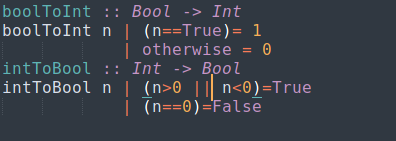 boolToInt :: Bool -> Int
boolToInt n | (n==True)= 1
            | otherwise = 0
intToBool :: Int -> Bool
intToBool n | (n>0 || n<0)=True
            | (n==0)=False